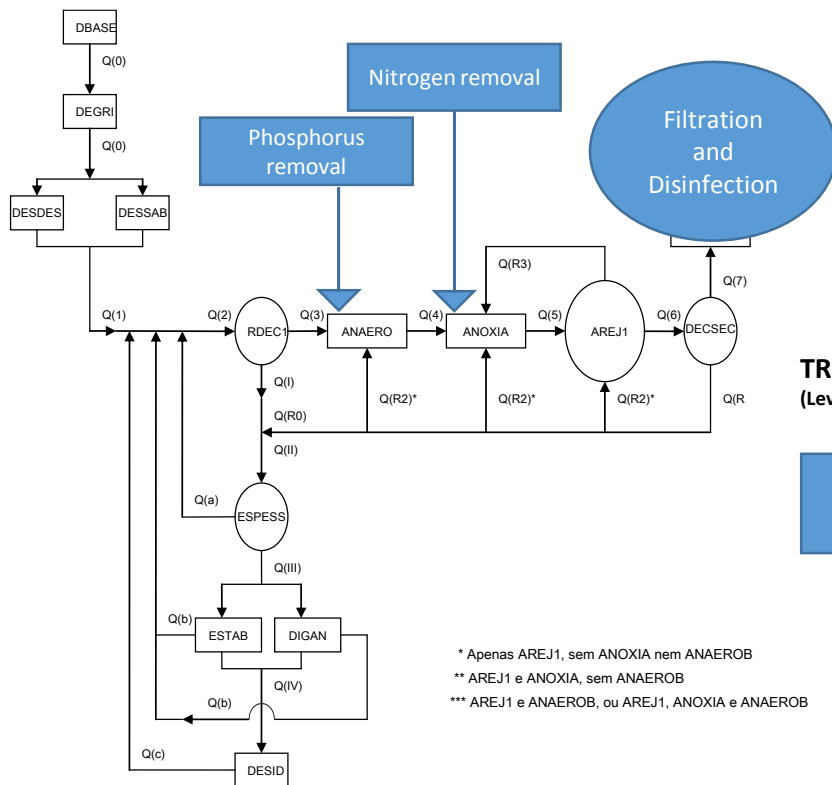 DBASE
Q(0)
DEGRI
Q(0)
DESDES
DESSAB
Nitrogen removal
Phosphorus
removal
Filtration
and
Disinfection
Q(R3)
Q(7)
Q(1)
Q(2)
RDEC1
Q(3)
ANAERO
Q(4)
ANOXIA
Q(5)
AREJ1
Q(6)
DECSEC
Q(I)
Q(R0)
Q(R2)*
Q(R2)*
Q(R2)*
Q(R
TR
(Lev
Q(II)
Q(a)
ESPESS
Q(III)
Q(b)
ESTAB
DIGAN
Q(IV)
Q(b)
Q(c)
DESID
* Apenas AREJ1, sem ANOXIA nem ANAEROB
** AREJ1 e ANOXIA, sem ANAEROB
*** AREJ1 e ANAEROB, ou AREJ1, ANOXIA e ANAEROB